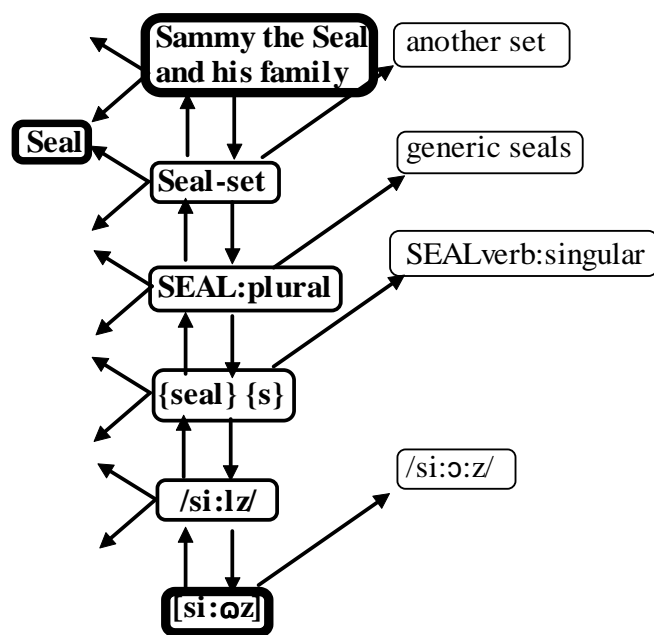 Sammy the Seal
and his family
another set
Seal
generic seals
Seal-set
SEALverb:singular
SEAL:plural
{seal} {s}
/si:ɔ:z/
/si:lz/
[si:ɷz]